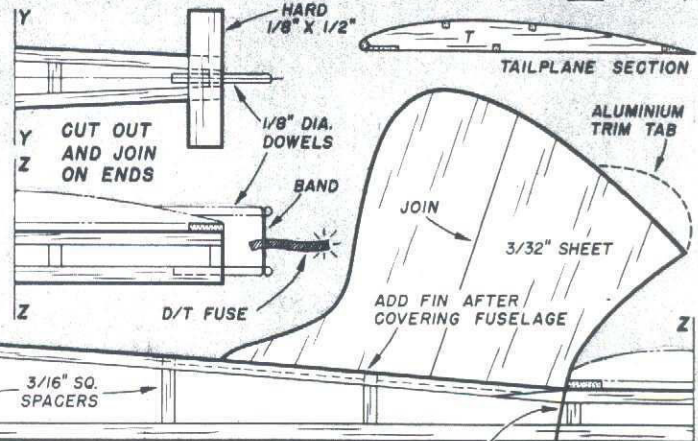 Y
HARD
1/8" X 1/2"
T
TAILPLANE SECTION
Y
Z
CUT OUT
AND JOIN
ON ENDS
1/8" DIA.
DOWELS
ALUMINIUM
TRIM TAB
BAND
JOIN
3/32" SHEET
Z
D/T FUSE
ADD FIN AFTER
COVERING FUSELAGE
Z
3/16" SQ.
SPACERS